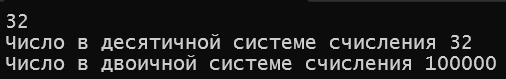 32
Число в десятичной системе счисления 32
Число в двоичной системе счисления 100000